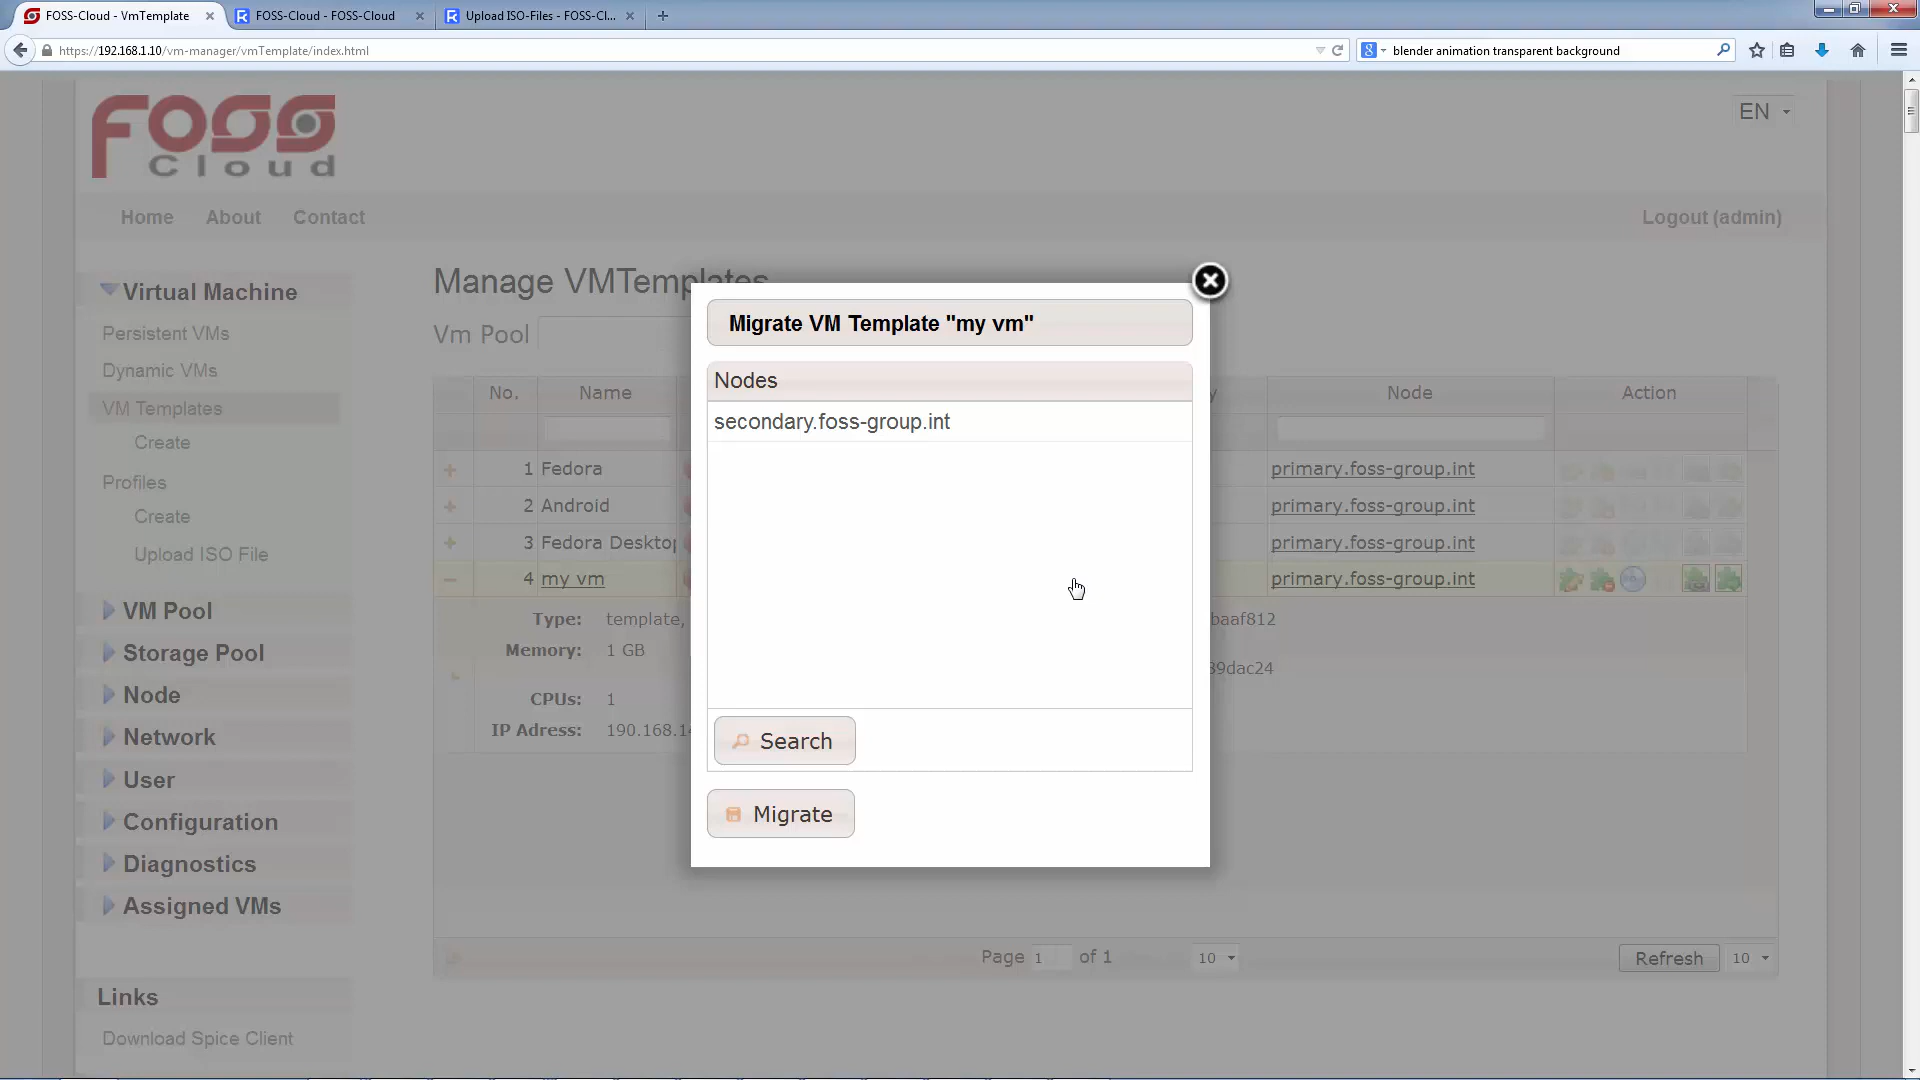 FOSS-Cloud - VmTemplate
FOSS-Cloud - FOSS-Cloud
Upload ISO-Files - FOSS-Cl...
https://192.168.1.10/vm-manager/vmTemplate/index.html
blender animation transparent background
FOSS
Cloud
EN
Home About Contact
Logout (admin)
Virtual Machine
Persistent VMs
Dynamic VMs
VM Templates
Create
Profiles
Create
Upload ISO File
VM Pool
Storage Pool
Node
Network
User
Configuration
Diagnostics
Assigned VMs
Links
Download Spice Client
Manage VMTemplates
Vm Pool
No. Name y Node Action
1 Fedora primary.foss-group.int
2 Android primary.foss-group.int
3 Fedora Desktop primary.foss-group.int
4 my vm primary.foss-group.int
Type: template, baaf812
Memory: 1 GB
39dac24
CPUs: 1
IP Adress: 190.168.14
Page 1 of 1 10
Refresh 10
Migrate VM Template "my vm"
Nodes
secondary.foss-group.int
Search
Migrate